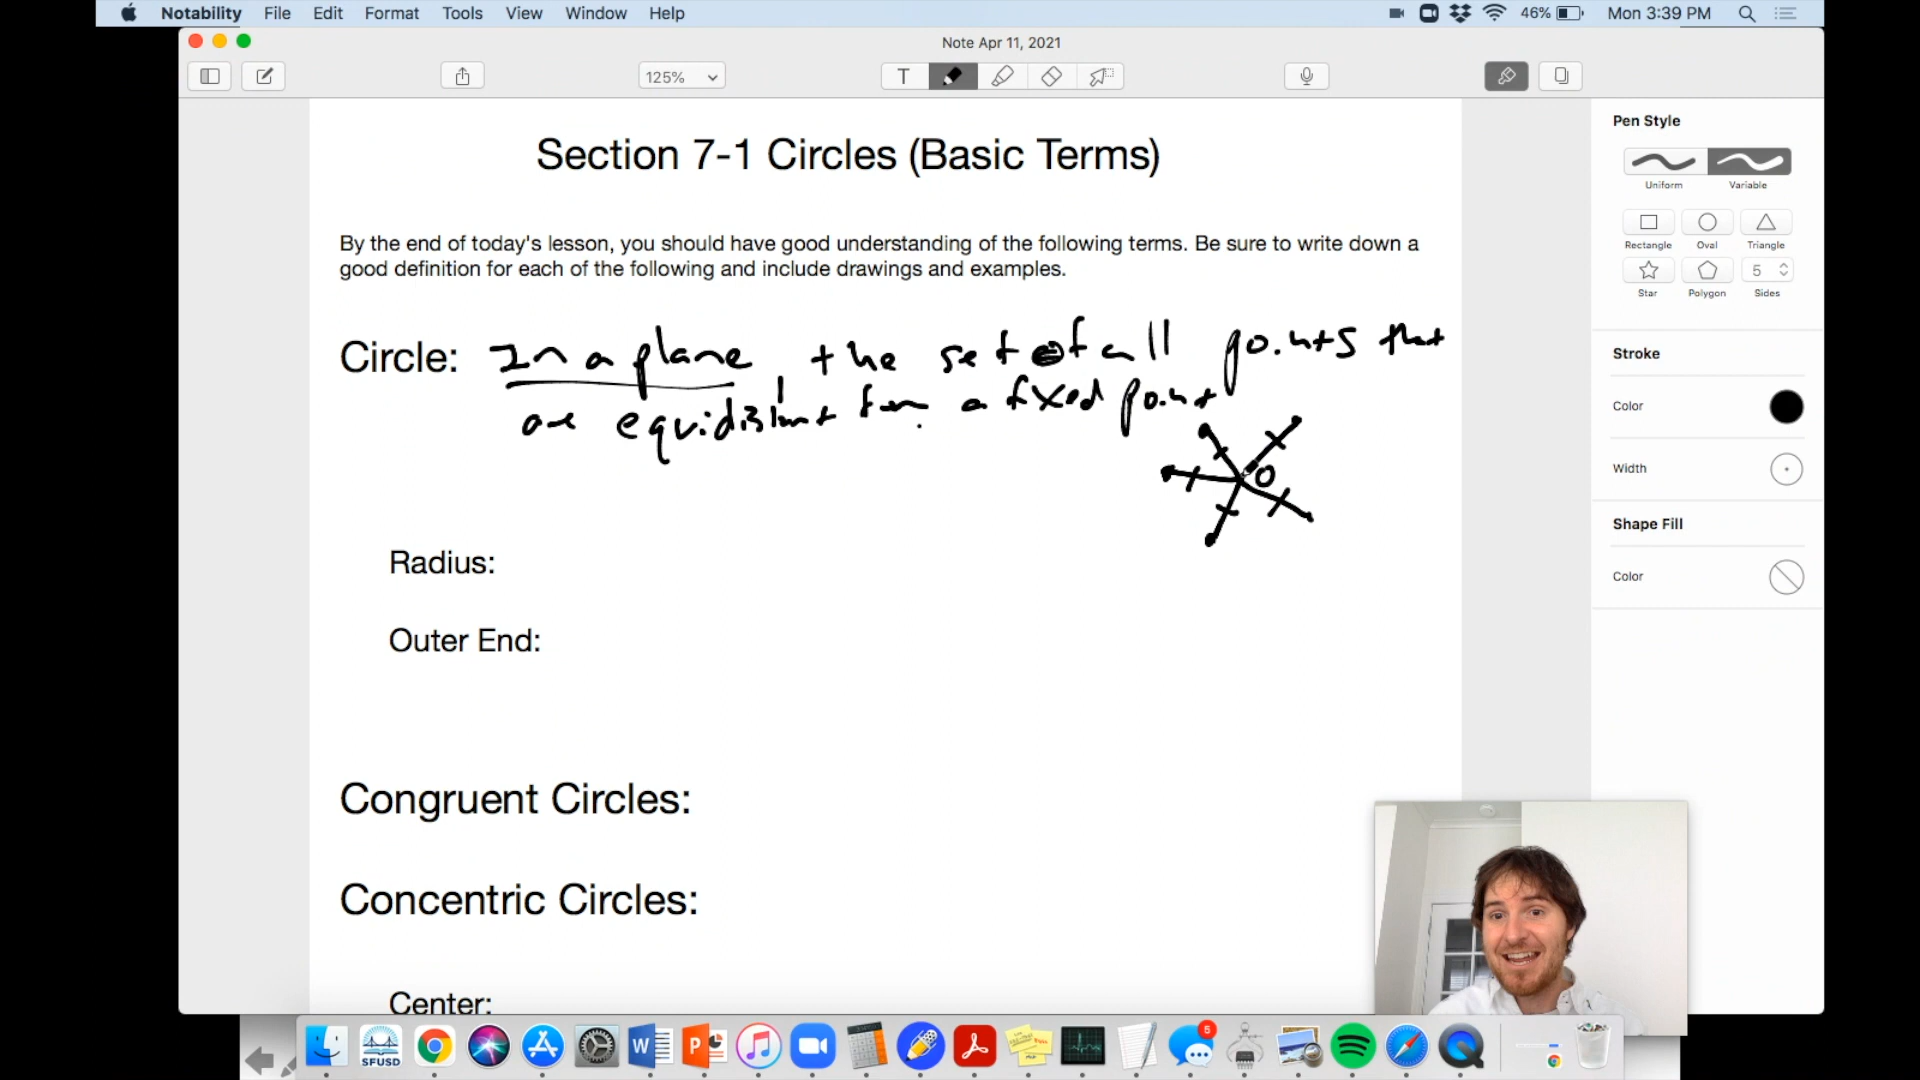 Notability File Edit Format Tools View Window Help 46% Mon 3:39 PM
Note Apr 11, 2021
125% T
Section 7-1 Circles (Basic Terms)
By the end of today's lesson, you should have good understanding of the following terms. Be sure to write down a
good definition for each of the following and include drawings and examples.
Circle: In a plane, the set of all points that
are equidistant from a fixed point
O
Radius:
Outer End:
Congruent Circles:
Concentric Circles:
Center:
Pen Style
Uniform Variable
Rectangle Oval Triangle
5
Star Polygon Sides
Stroke
Color
Width
Shape Fill
Color
SFUSD
W
P
5